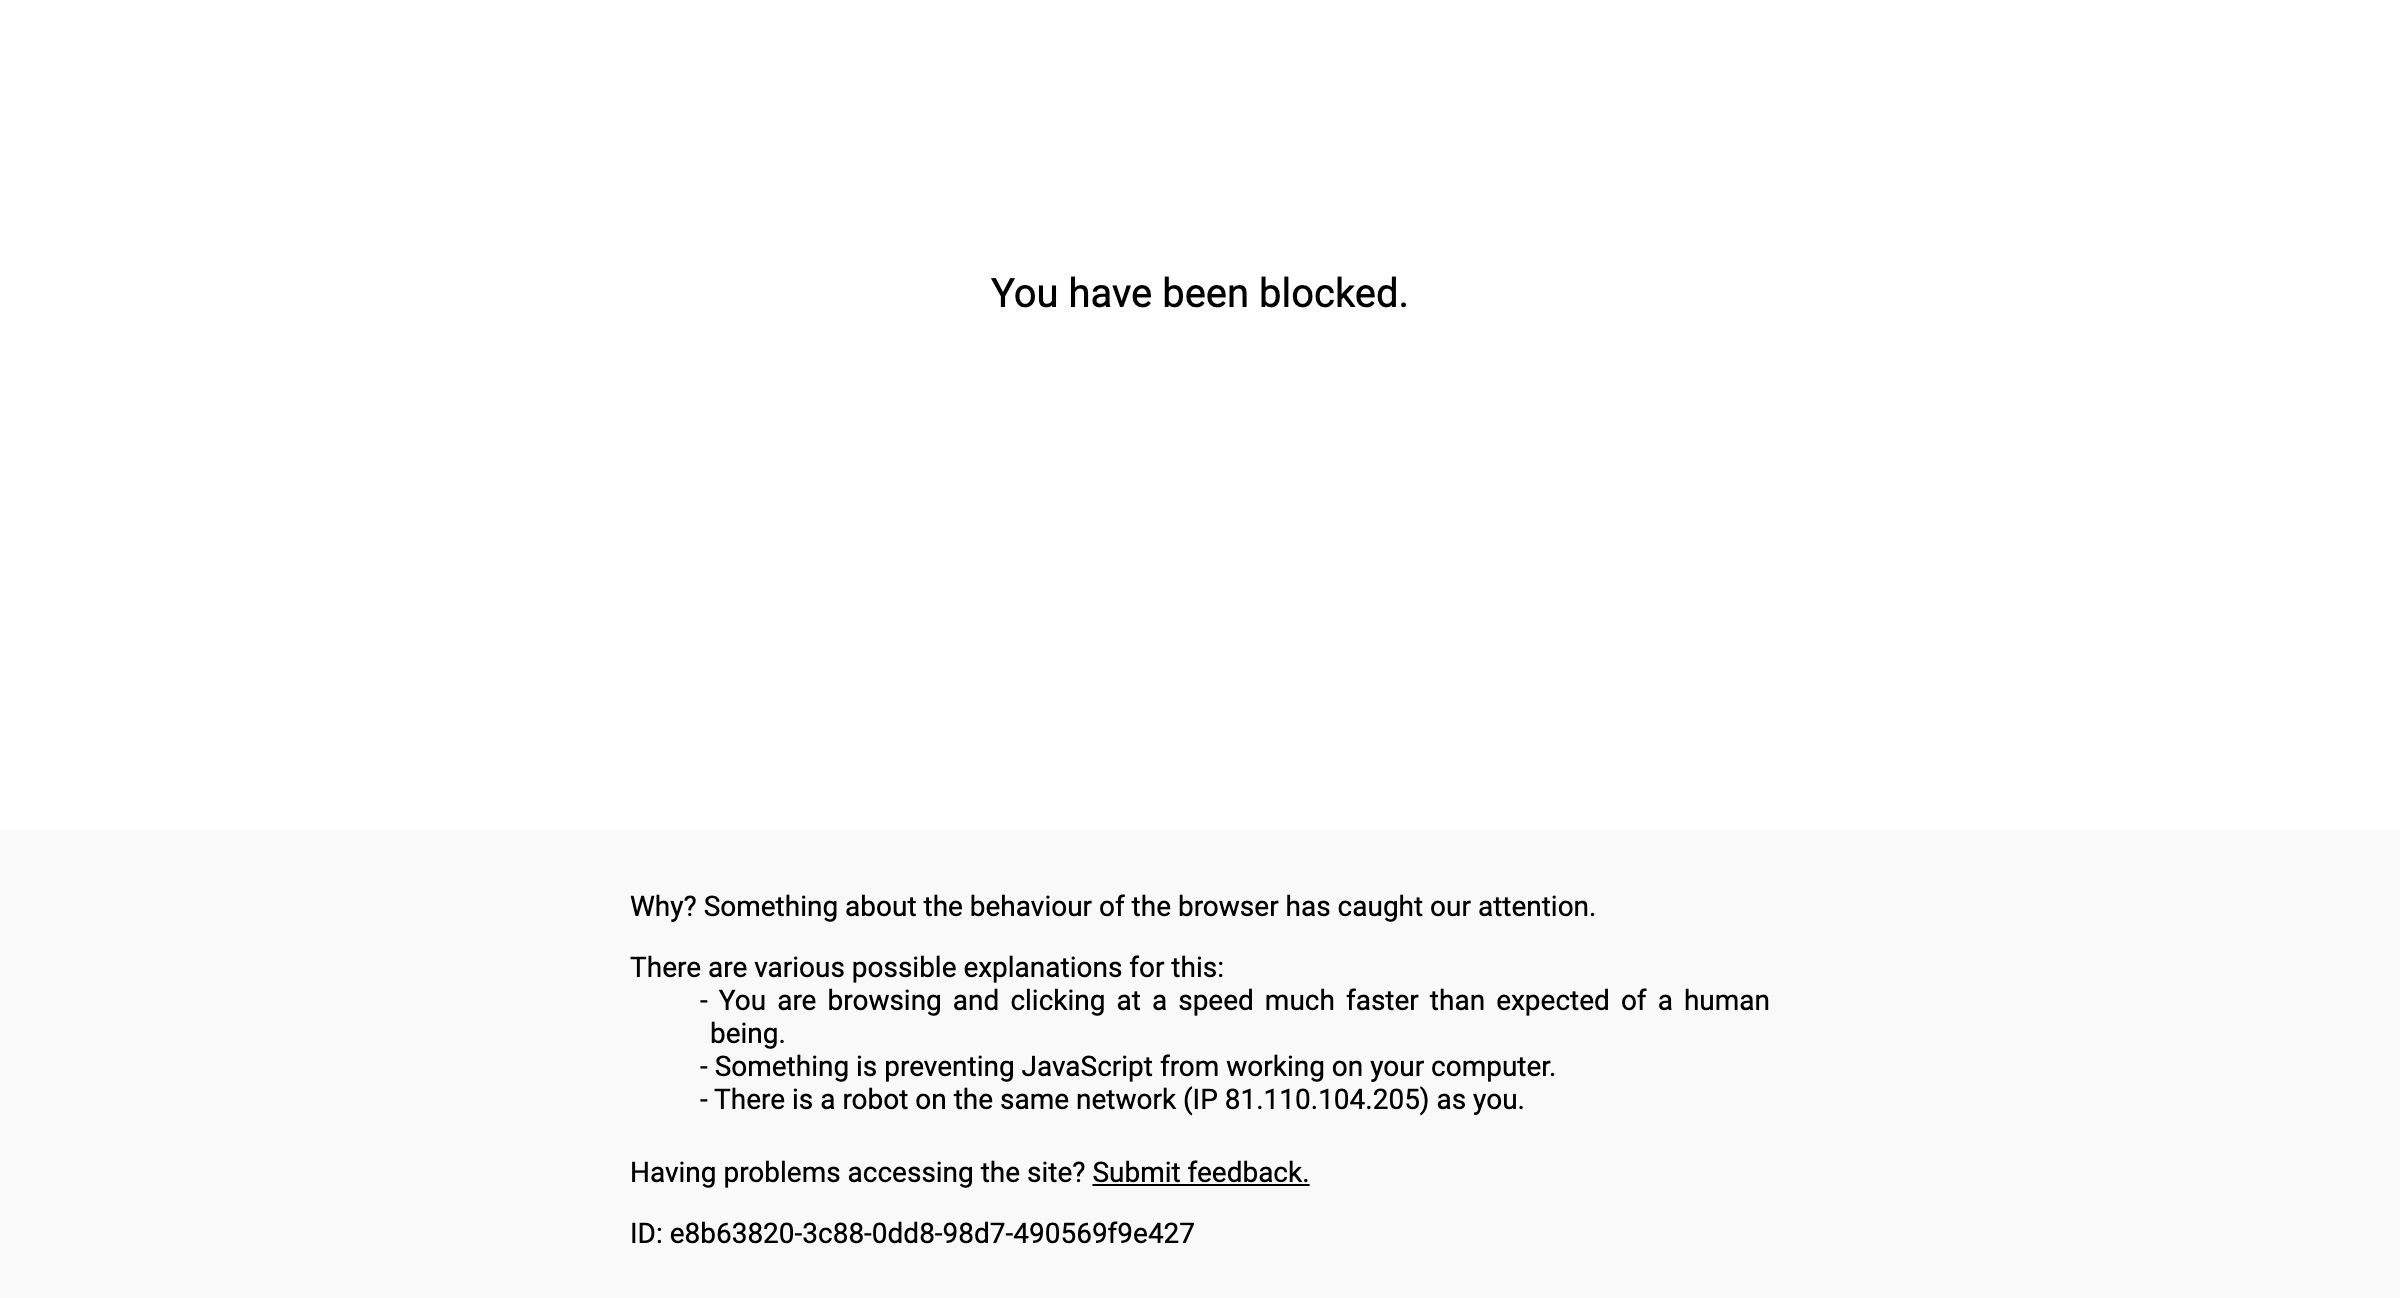 You have been blocked.
Why? Something about the behaviour of the browser has caught our attention.
There are various possible explanations for this:
- You are browsing and clicking at a speed much faster than expected of a human
being.
- Something is preventing JavaScript from working on your computer.
- There is a robot on the same network (IP 81.110.104.205) as you.
Having problems accessing the site? Submit feedback.
ID: e8b63820-3c88-0dd8-98d7-490569f9e427